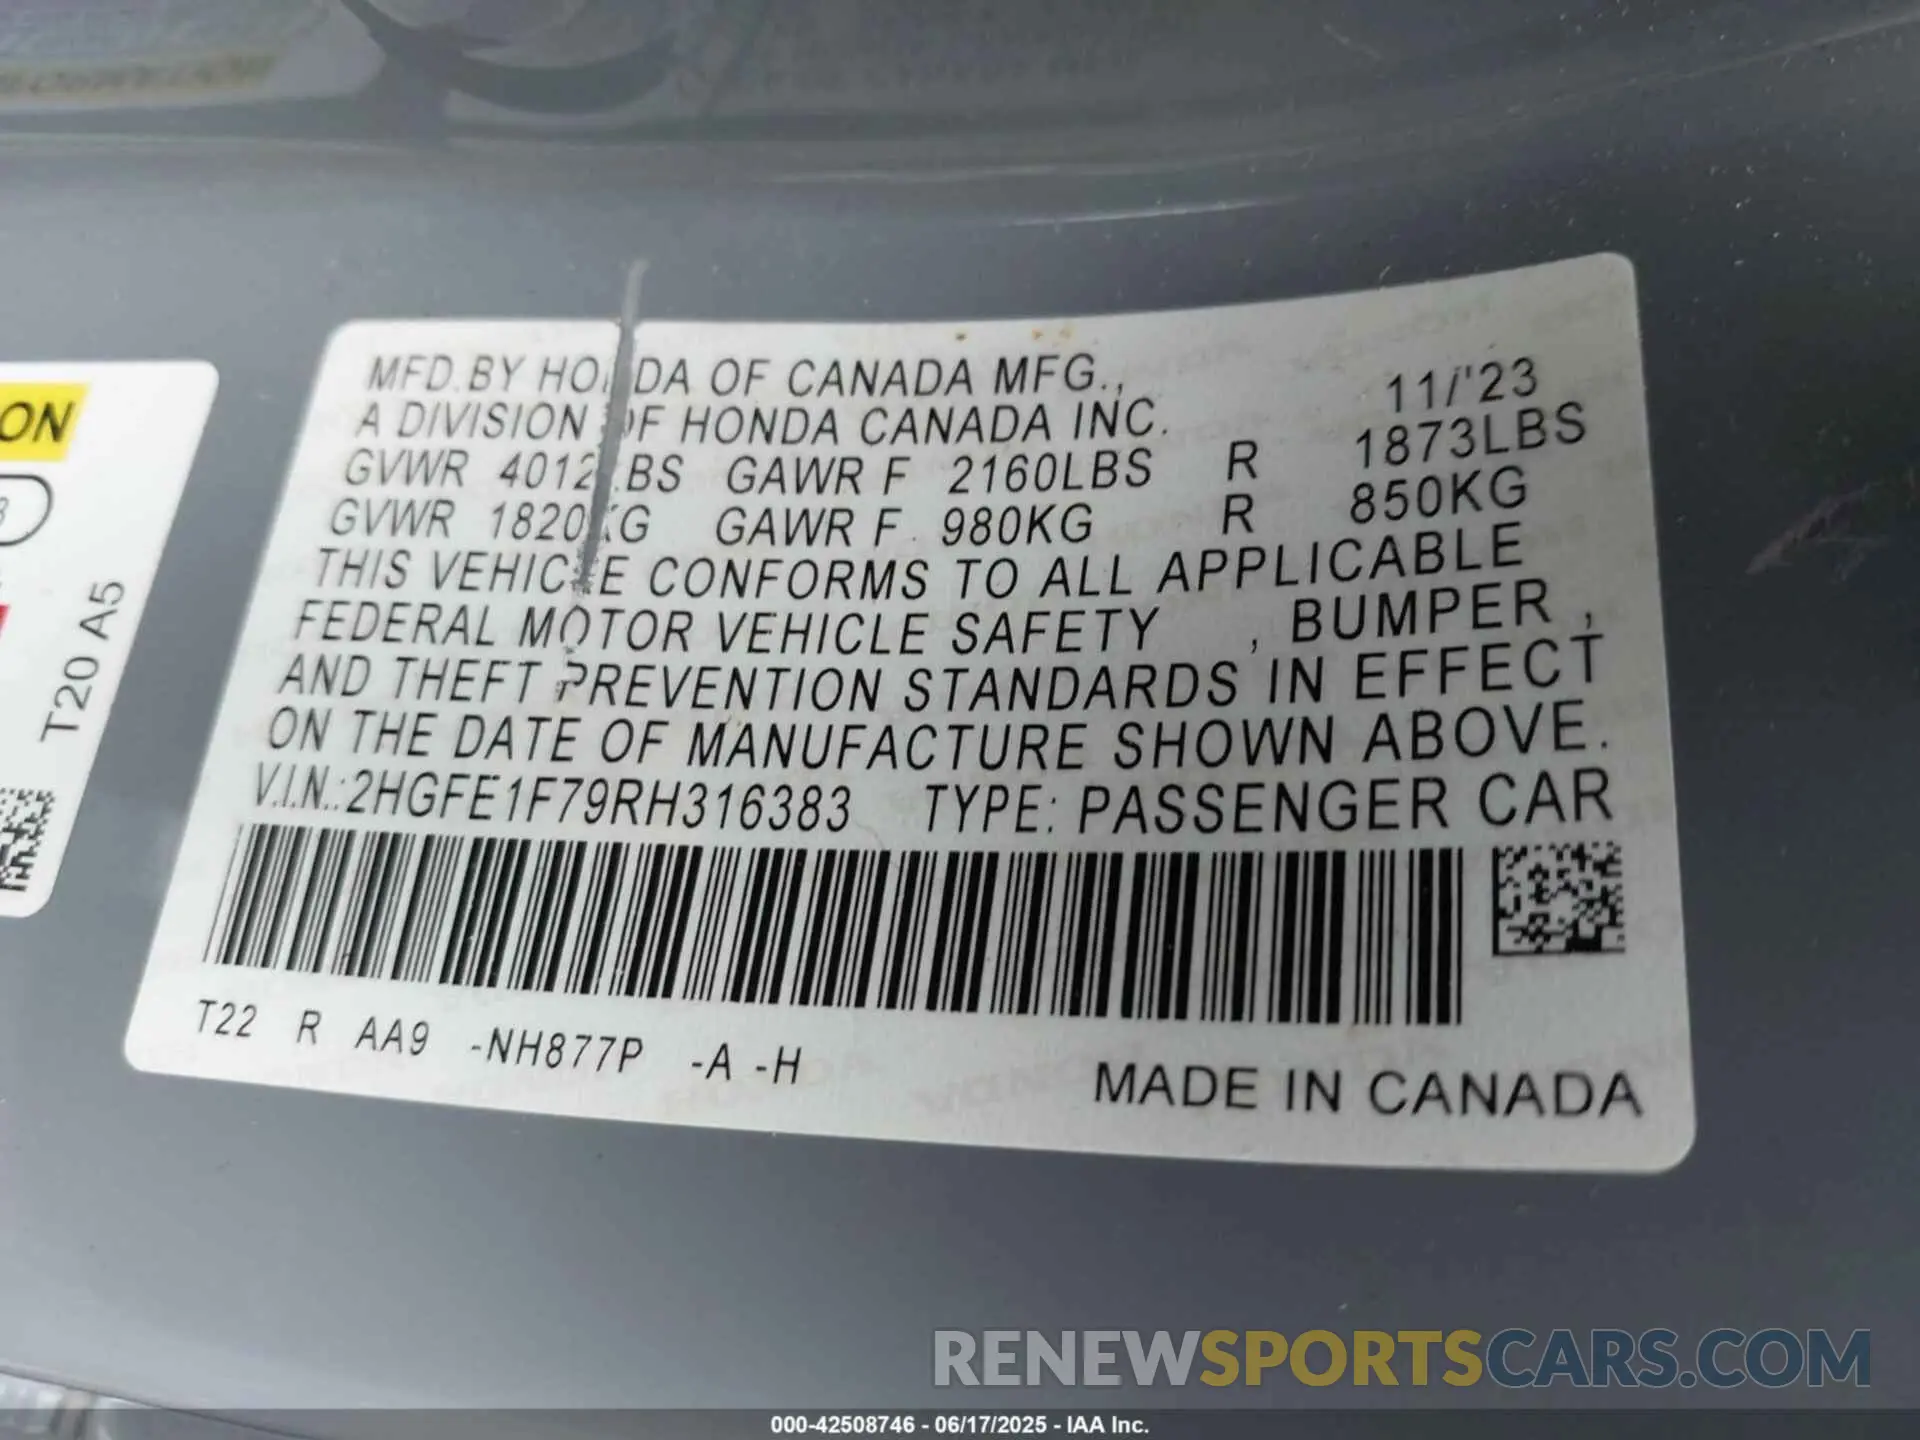 MFD. BY HONDA OF CANADA MFG., 11/'23
A DIVISION OF HONDA CANADA INC.
GVWR 4012LBS GAWR F 2160LBS R 1873LBS
GVWR 1820KG GAWR F 980KG R 850KG
THIS VEHICLE CONFORMS TO ALL APPLICABLE
FEDERAL MOTOR VEHICLE SAFETY , BUMPER ,
AND THEFT PREVENTION STANDARDS IN EFFECT
ON THE DATE OF MANUFACTURE SHOWN ABOVE.
V.I.N.:2HGFE1F79RH316383 TYPE: PASSENGER CAR
T22 R AA9 -NH877P -A -H
MADE IN CANADA
ON
T20 A5
RENEWSPORTSCARS.COM
000-42508746 - 06/17/2025 - IAA Inc.